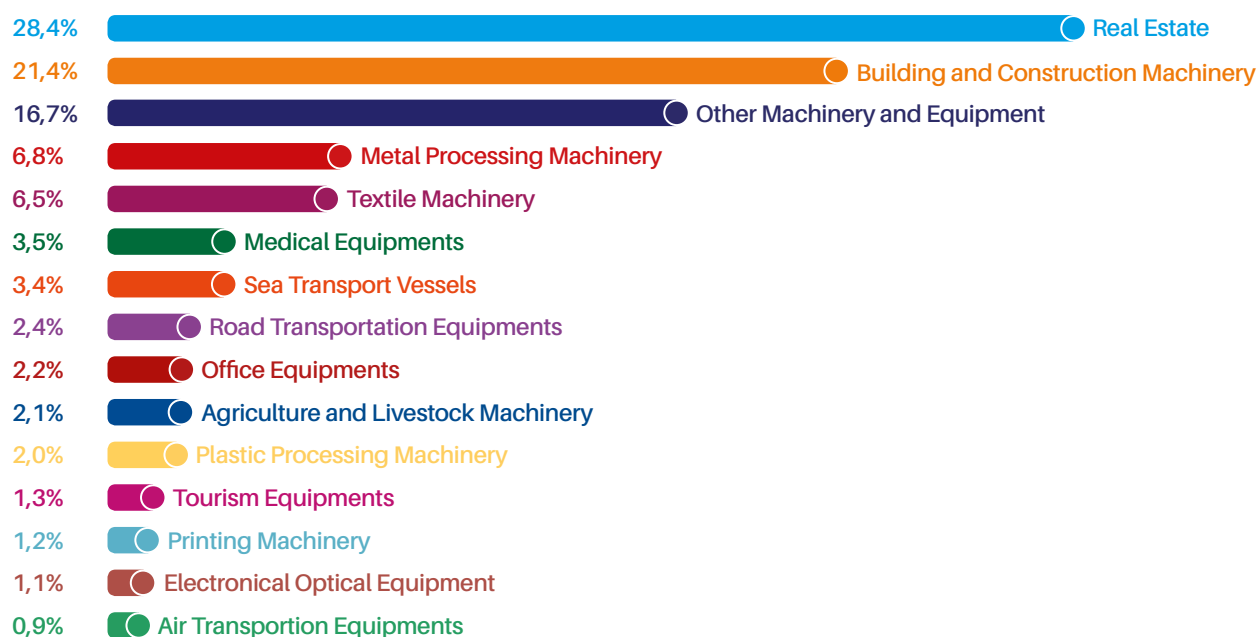 28,4% Real Estate
21,4% Building and Construction Machinery
16,7% Other Machinery and Equipment
6,8% Metal Processing Machinery
6,5% Textile Machinery
3,5% Medical Equipments
3,4% Sea Transport Vessels
2,4% Road Transportation Equipments
2,2% Office Equipments
2,1% Agriculture and Livestock Machinery
2,0% Plastic Processing Machinery
1,3% Tourism Equipments
1,2% Printing Machinery
1,1% Electronical Optical Equipment
0,9% Air Transportion Equipments